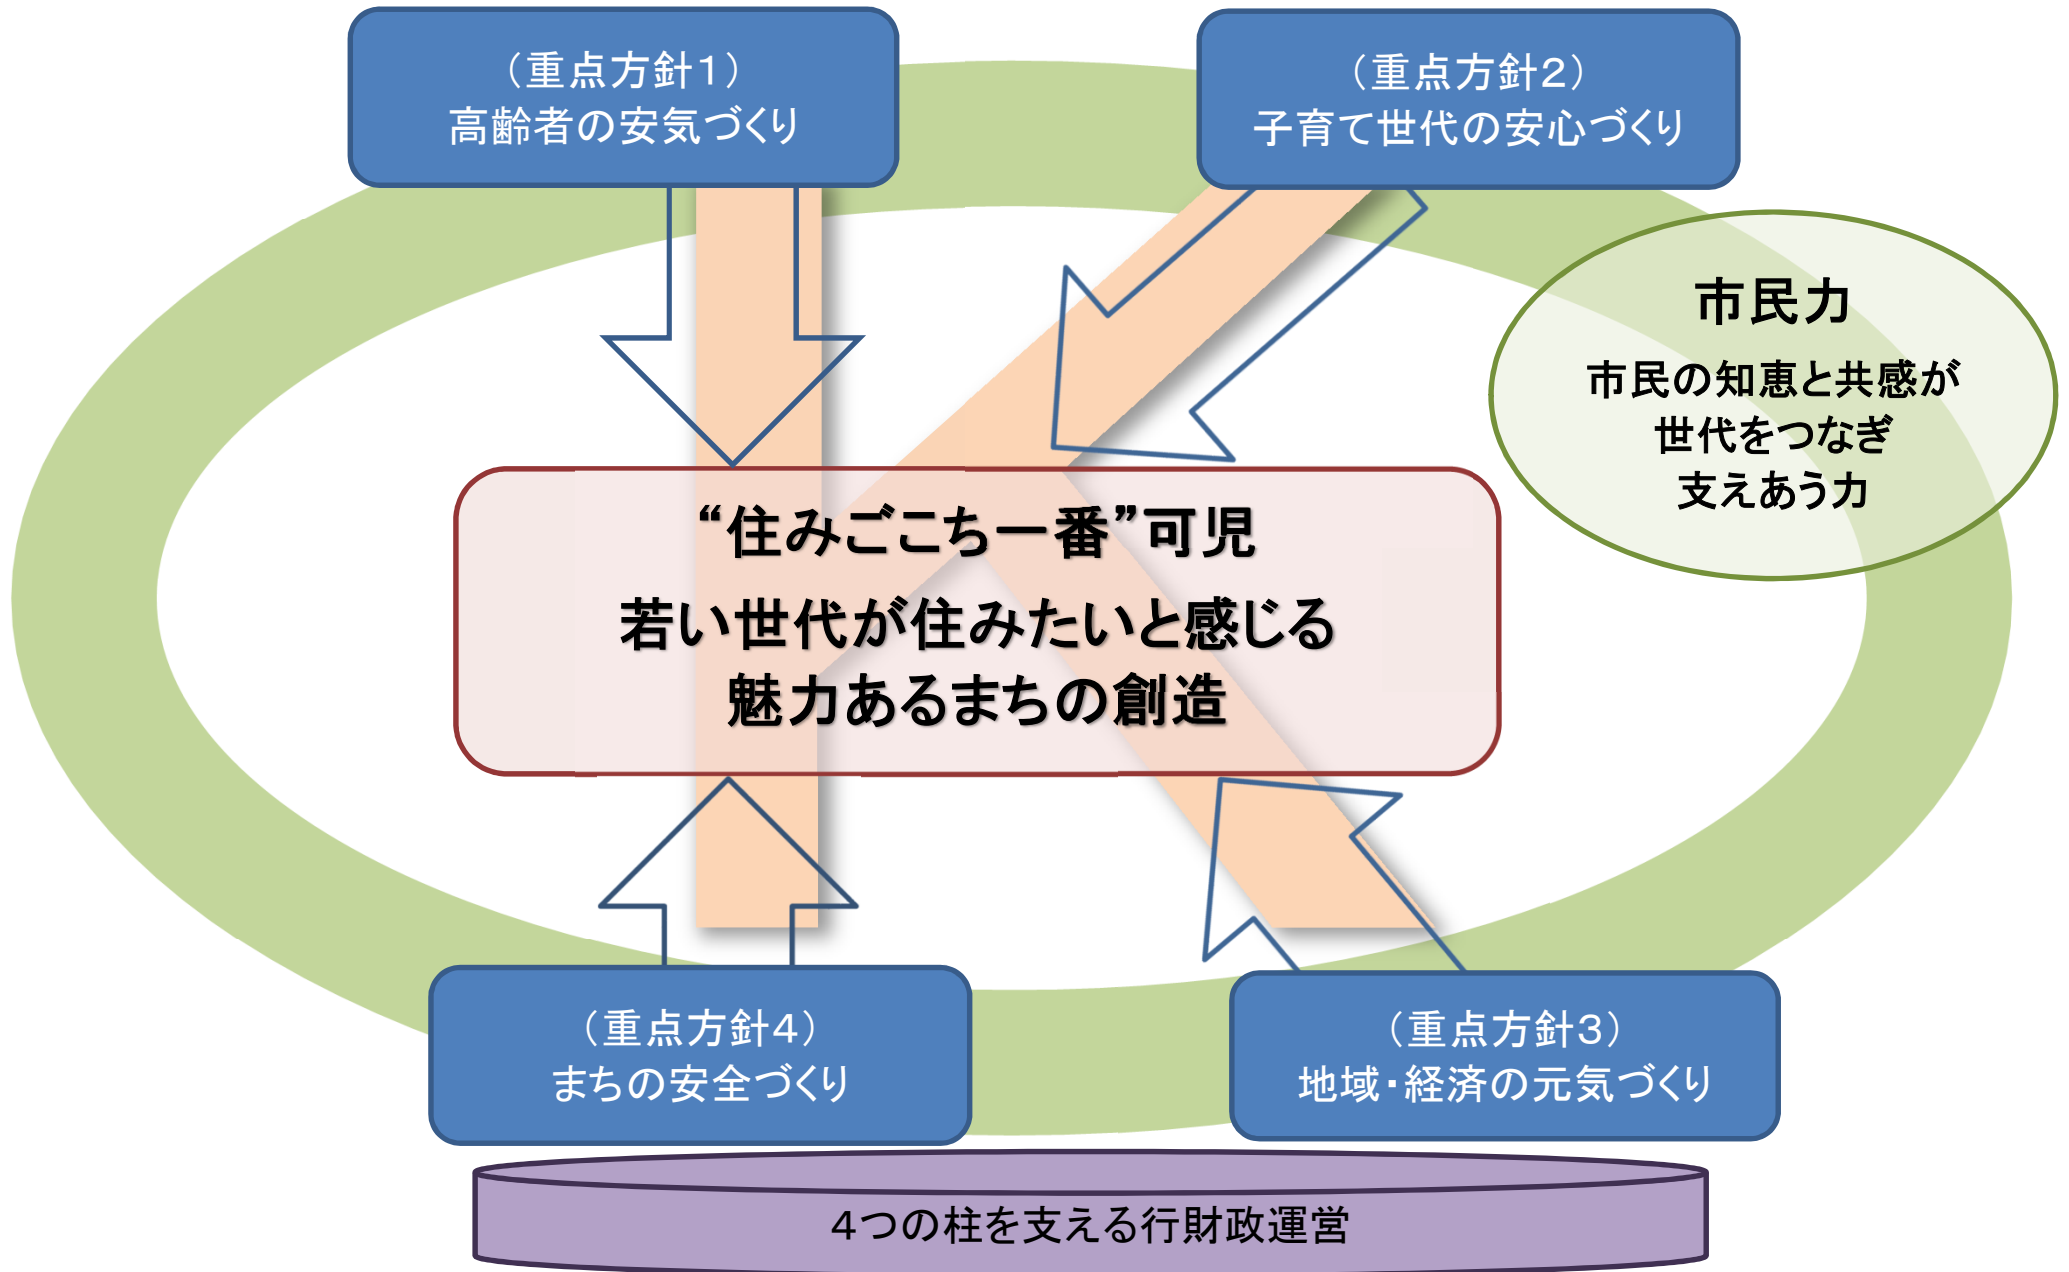 （重点方針１）
高齢者の安気づくり
（重点方針２）
子育て世代の安心づくり
市民力
市民の知恵と共感が
世代をつなぎ
支えあう力
“住みごこち一番”可児
若い世代が住みたいと感じる
魅力あるまちの創造
（重点方針４）
まちの安全づくり
（重点方針３）
地域・経済の元気づくり
４つの柱を支える行財政運営